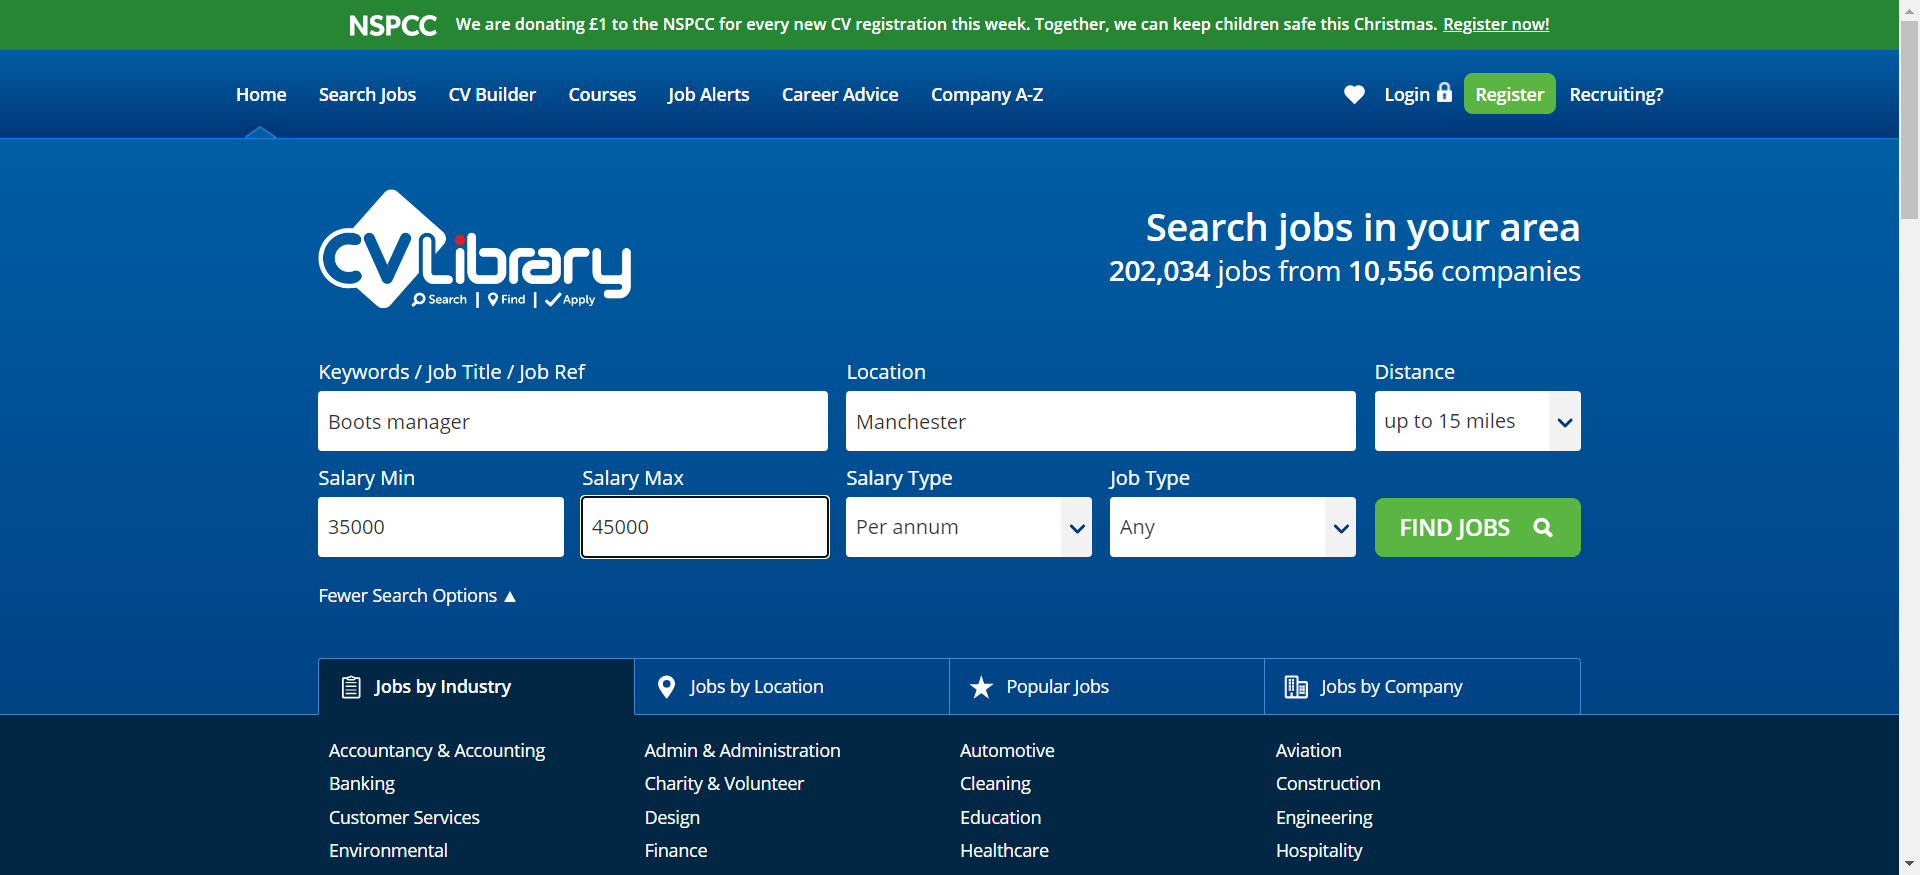 NSPCC We are donating £1 to the NSPCC for every new CV registration this week. Together, we can keep children safe this Christmas. Register now!
Home Search Jobs CV Builder Courses Job Alerts Career Advice Company A-Z Login Register Recruiting?
CV Library
Search | Find | Apply
Search jobs in your area
202,034 jobs from 10,556 companies
Keywords / Job Title / Job Ref Location Distance
Boots manager Manchester up to 15 miles
Salary Min Salary Max Salary Type Job Type
35000 45000 Per annum Any FIND JOBS
Fewer Search Options ▲
Jobs by Industry Jobs by Location Popular Jobs Jobs by Company
Accountancy & Accounting Admin & Administration Automotive Aviation
Banking Charity & Volunteer Cleaning Construction
Customer Services Design Education Engineering
Environmental Finance Healthcare Hospitality